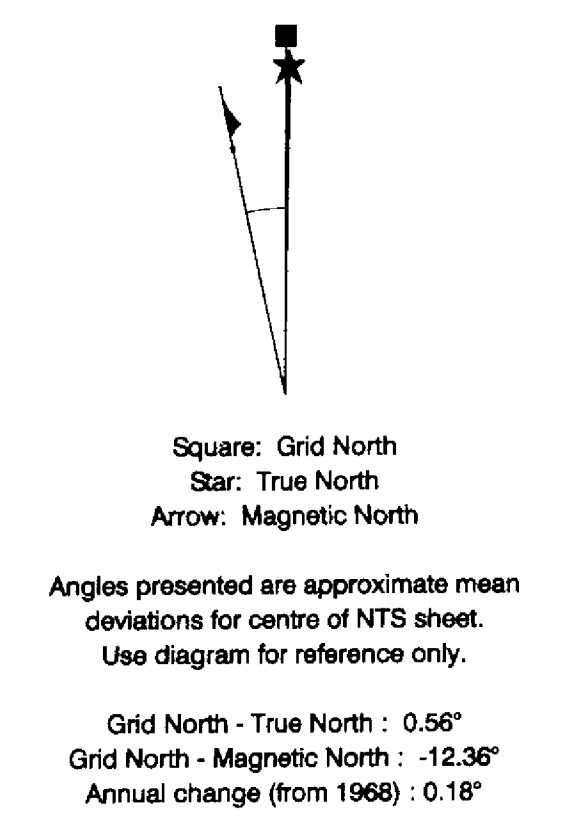 Square: Grid North
Star: True North
Arrow: Magnetic North
Angles presented are approximate mean
deviations for centre of NTS sheet.
Use diagram for reference only.
Grid North - True North : 0.56°
Grid North - Magnetic North : -12.36°
Annual change (from 1968) : 0.18°